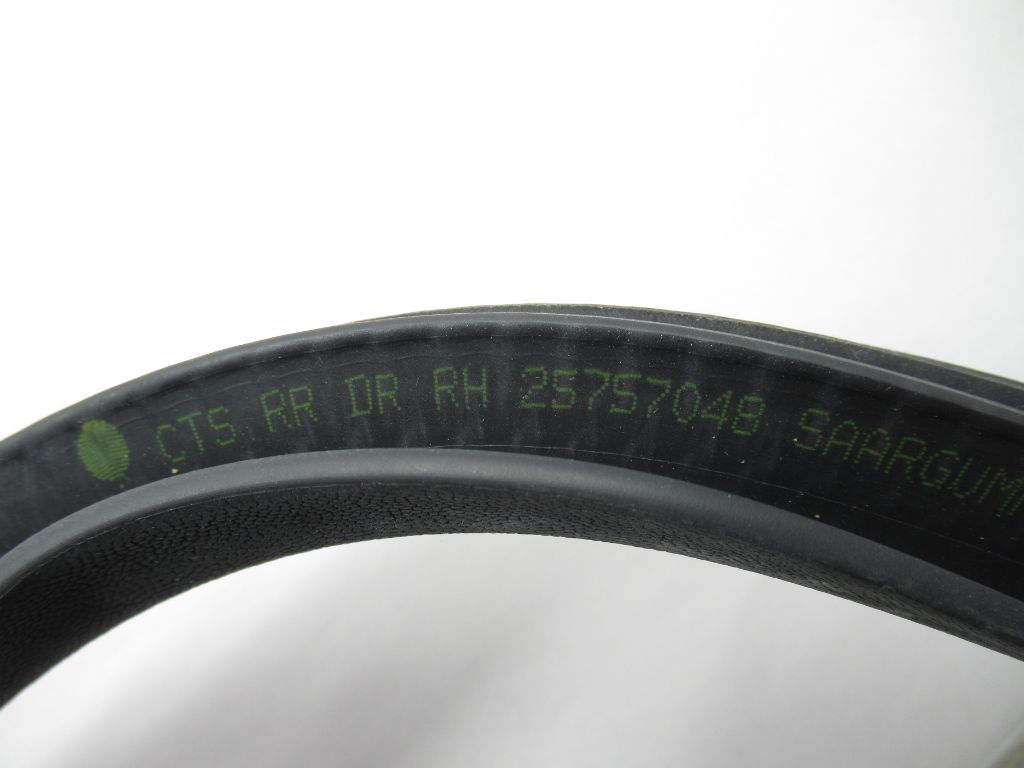 CTS RR DR RH 25757048 SAARGUM